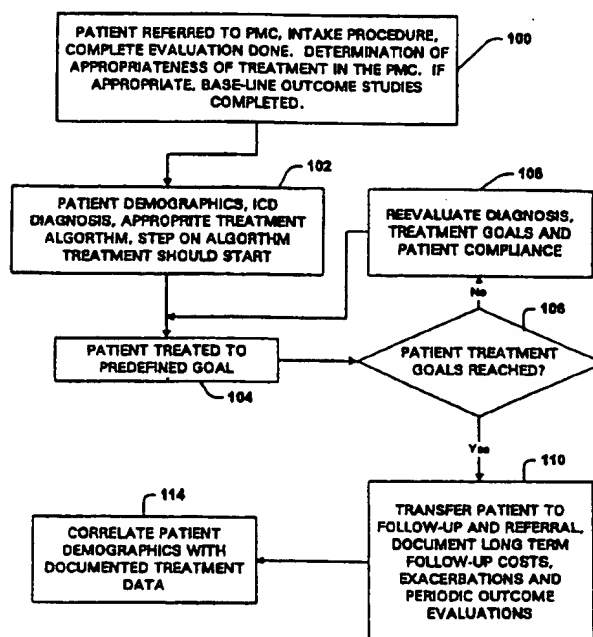 PATIENT REFERRED TO PMC, INTAKE PROCEDURE,
COMPLETE EVALUATION DONE. DETERMINATION OF
APPROPRIATENESS OF TREATMENT IN THE PMC. IF
APPROPRIATE, BASE-LINE OUTCOME STUDIES
COMPLETED.
100
102
PATIENT DEMOGRAPHICS, ICD
DIAGNOSIS, APPROPRITE TREATMENT
ALGORITHM, STEP ON ALGORITHM
TREATMENT SHOULD START
108
REEVALUATE DIAGNOSIS,
TREATMENT GOALS AND
PATIENT COMPLIANCE
No
106
PATIENT TREATED TO
PREDEFINED GOAL
104
PATIENT TREATMENT
GOALS REACHED?
Yes
110
TRANSFER PATIENT TO
FOLLOW-UP AND REFERRAL,
DOCUMENT LONG TERM
FOLLOW-UP COSTS,
EXACERBATIONS AND
PERIODIC OUTCOME
EVALUATIONS
114
CORRELATE PATIENT
DEMOGRAPHICS WITH
DOCUMENTED TREATMENT
DATA